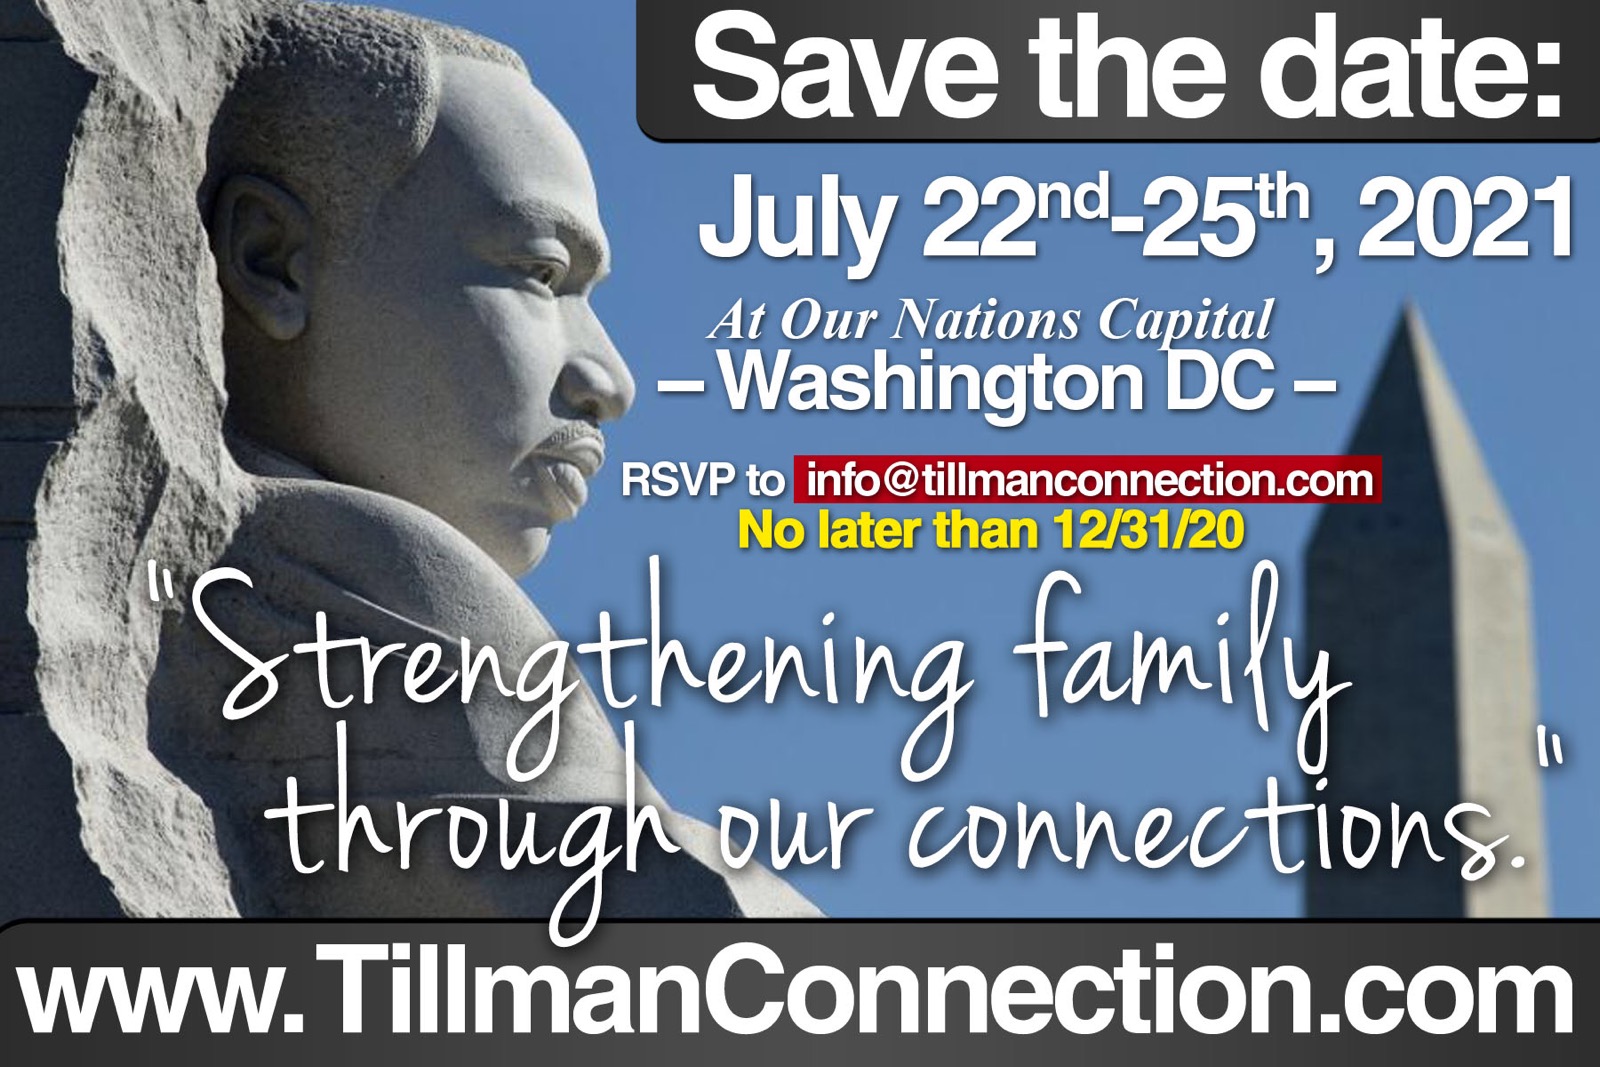 Save the date:
July 22nd-25th, 2021
At Our Nations Capital
– Washington DC –
RSVP to info@tillmanconnection.com
No later than 12/31/20
"Strengthening family
through our connections."
www.TillmanConnection.com